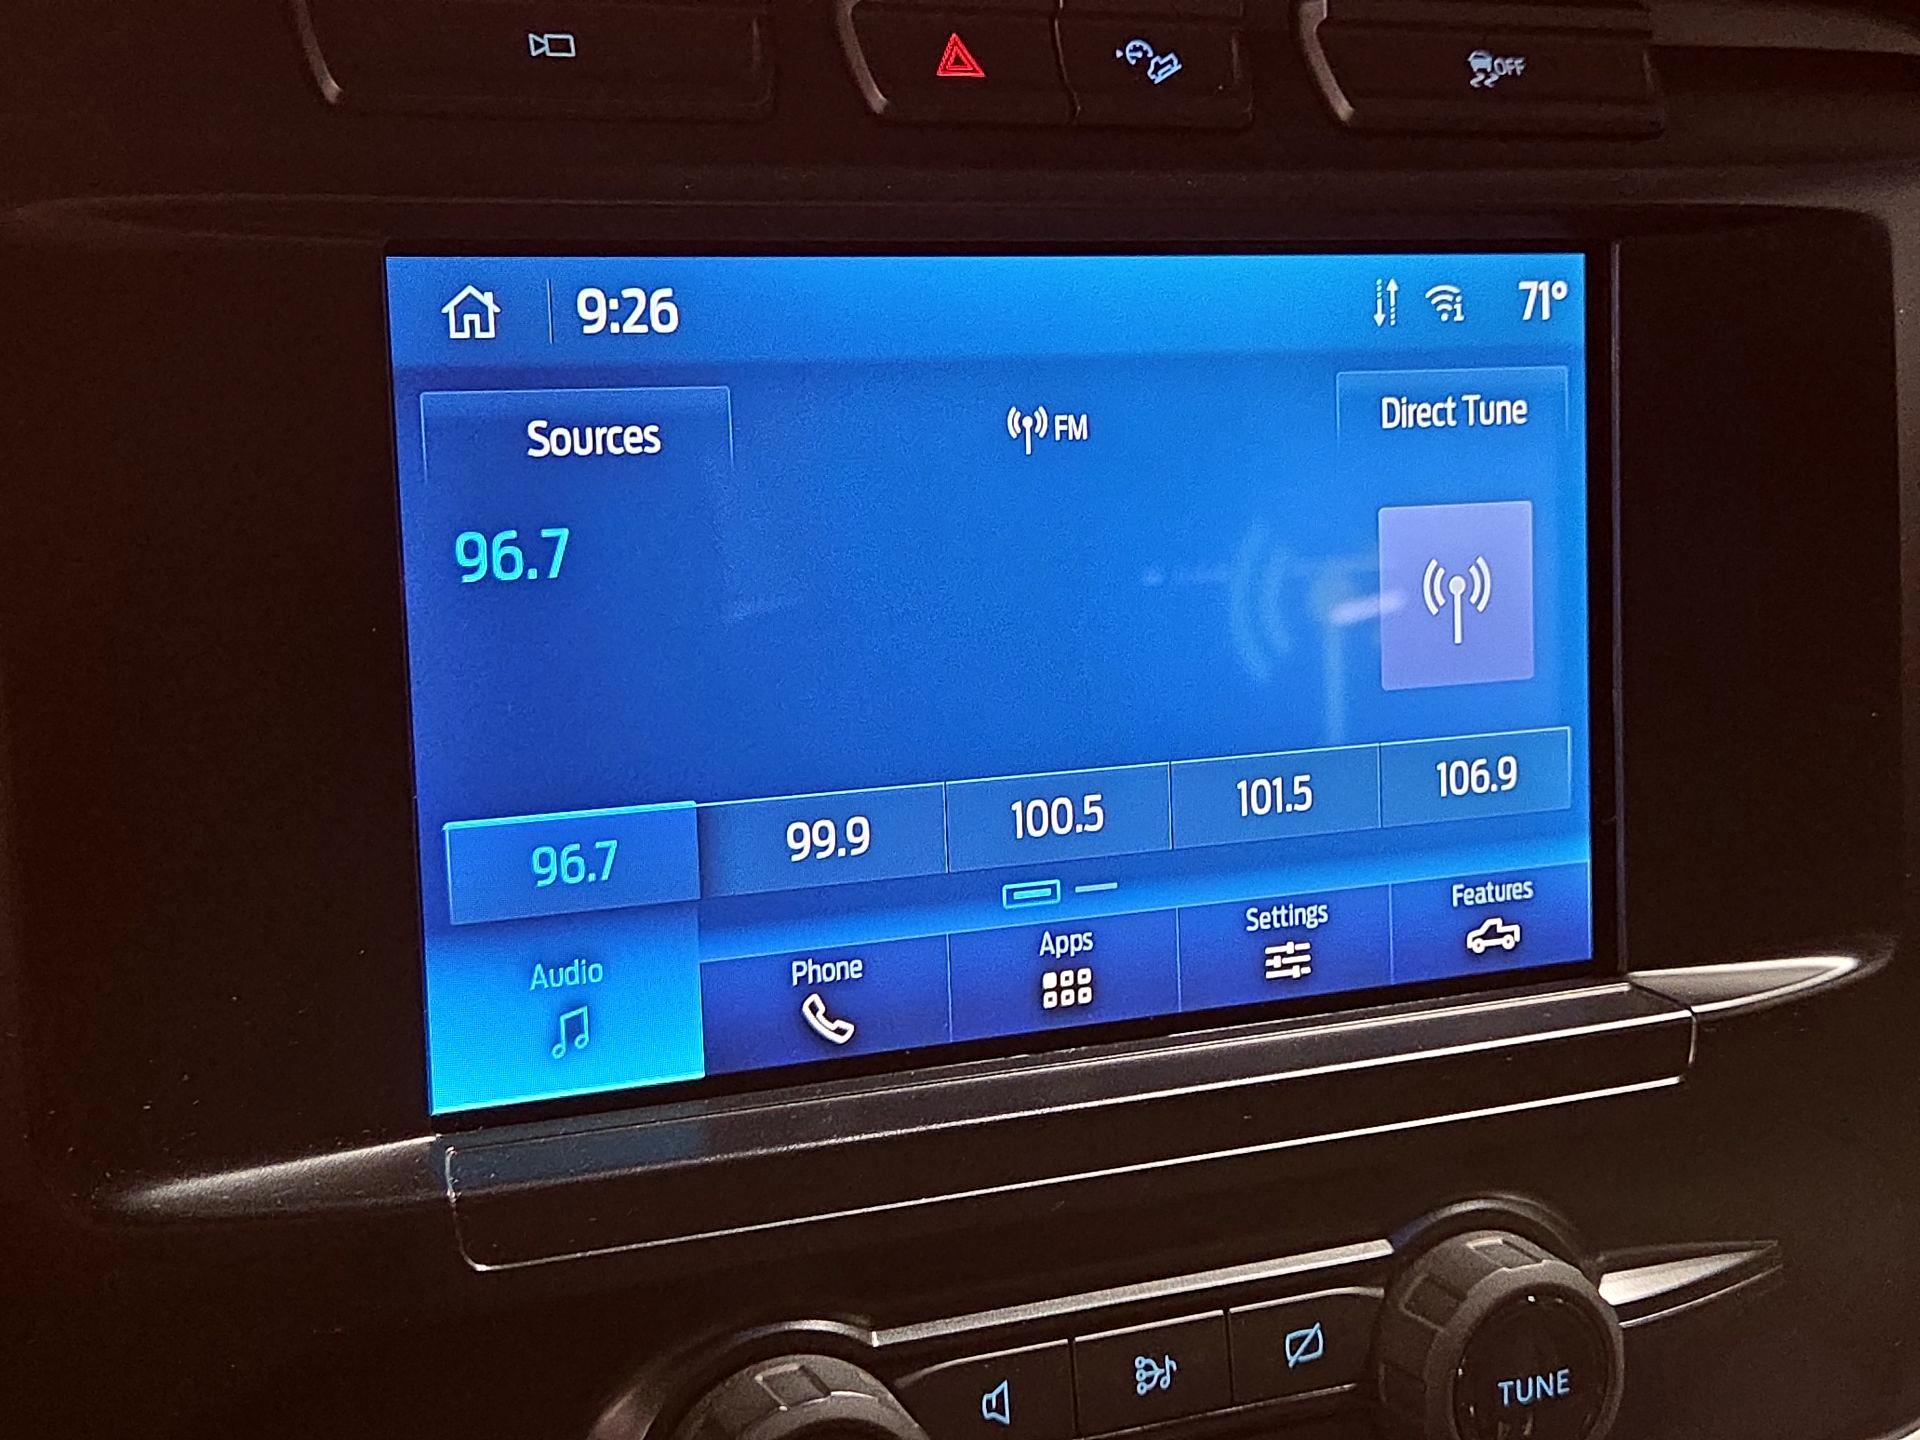 OFF
9:26
71°
Sources
FM
Direct Tune
96.7
96.7
99.9
100.5
101.5
106.9
Audio
Phone
Apps
Settings
Features
TUNE